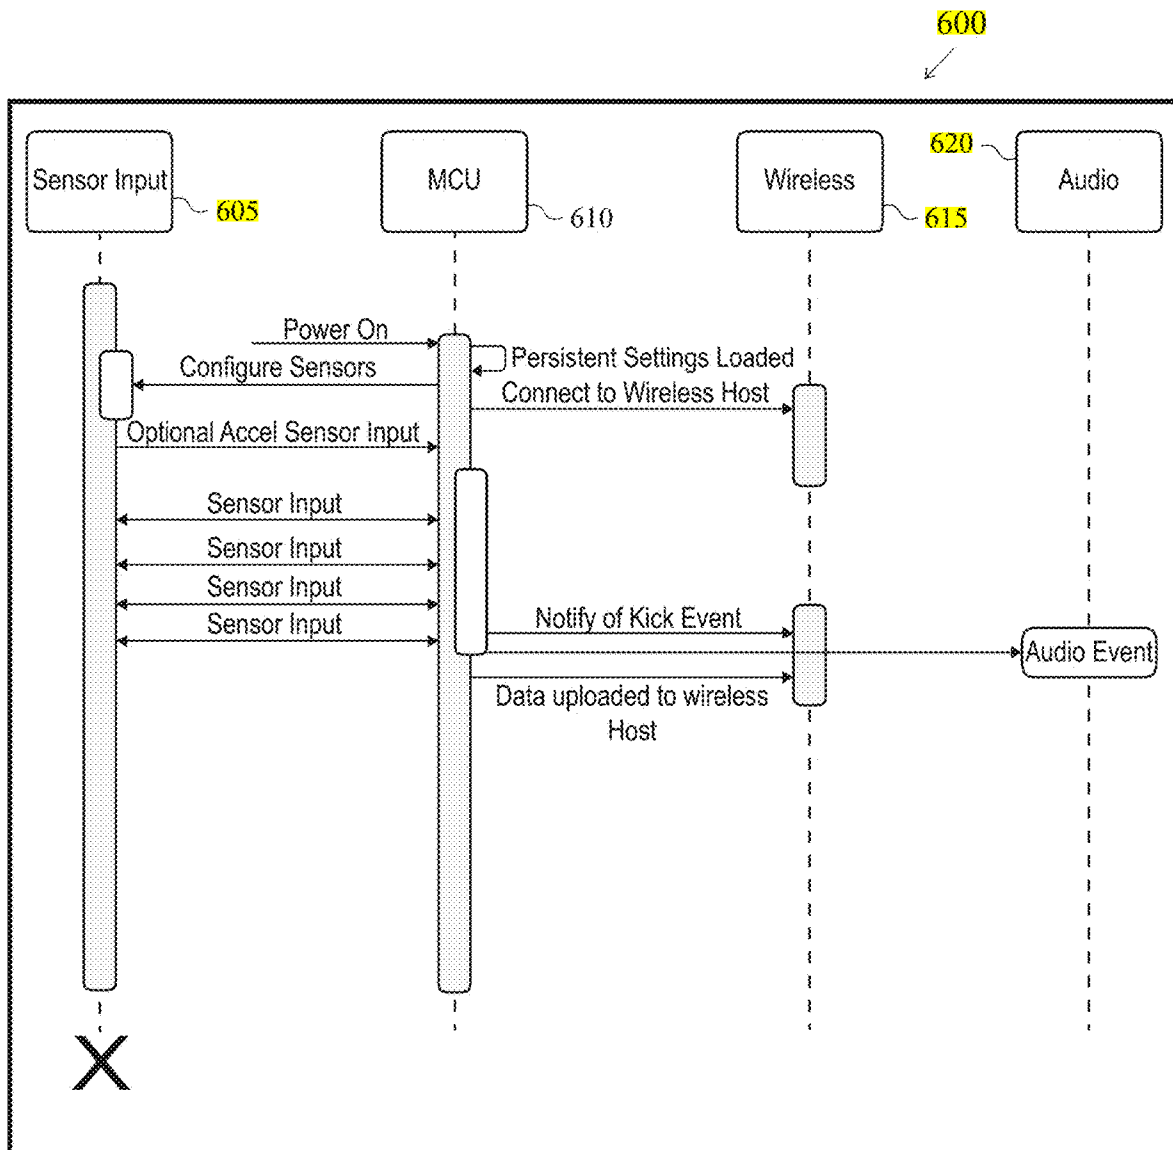 600
620
Sensor Input
MCU
Wireless
Audio
605
610
615
Power On
Persistent Settings Loaded
Configure Sensors
Connect to Wireless Host
Optional Accel Sensor Input
Sensor Input
Sensor Input
Sensor Input
Sensor Input
Notify of Kick Event
Audio Event
Data uploaded to wireless
Host
X